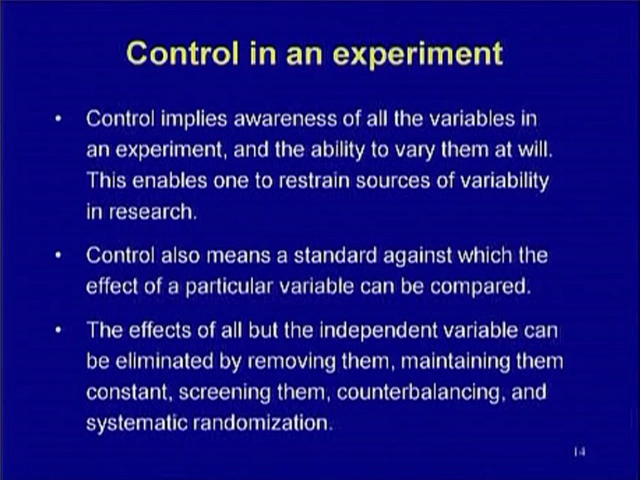 Control in an experiment
• Control implies awareness of all the variables in
an experiment, and the ability to vary them at will.
This enables one to restrain sources of variability
in research.
• Control also means a standard against which the
effect of a particular variable can be compared.
• The effects of all but the independent variable can
be eliminated by removing them, maintaining them
constant, screening them, counterbalancing, and
systematic randomization.
14